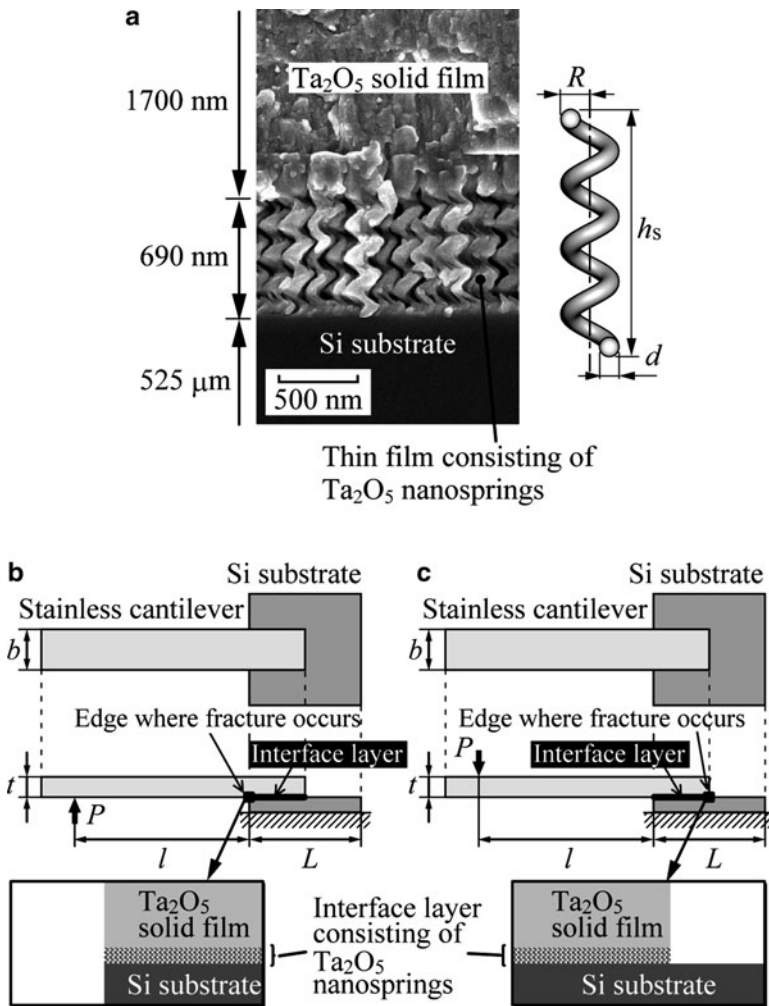 a
Ta2O5 solid film
1700 nm
690 nm
525 μm
Si substrate
500 nm
R
hs
d
Thin film consisting of
Ta2O5 nanosprings
b
Si substrate
Stainless cantilever
b
Edge where fracture occurs
Interface layer
t
P
l
L
Ta2O5
solid film
Si substrate
Interface layer
consisting of
Ta2O5
nanosprings
c
Si substrate
Stainless cantilever
b
Edge where fracture occurs
P
Interface layer
t
l
L
Ta2O5
solid film
Si substrate